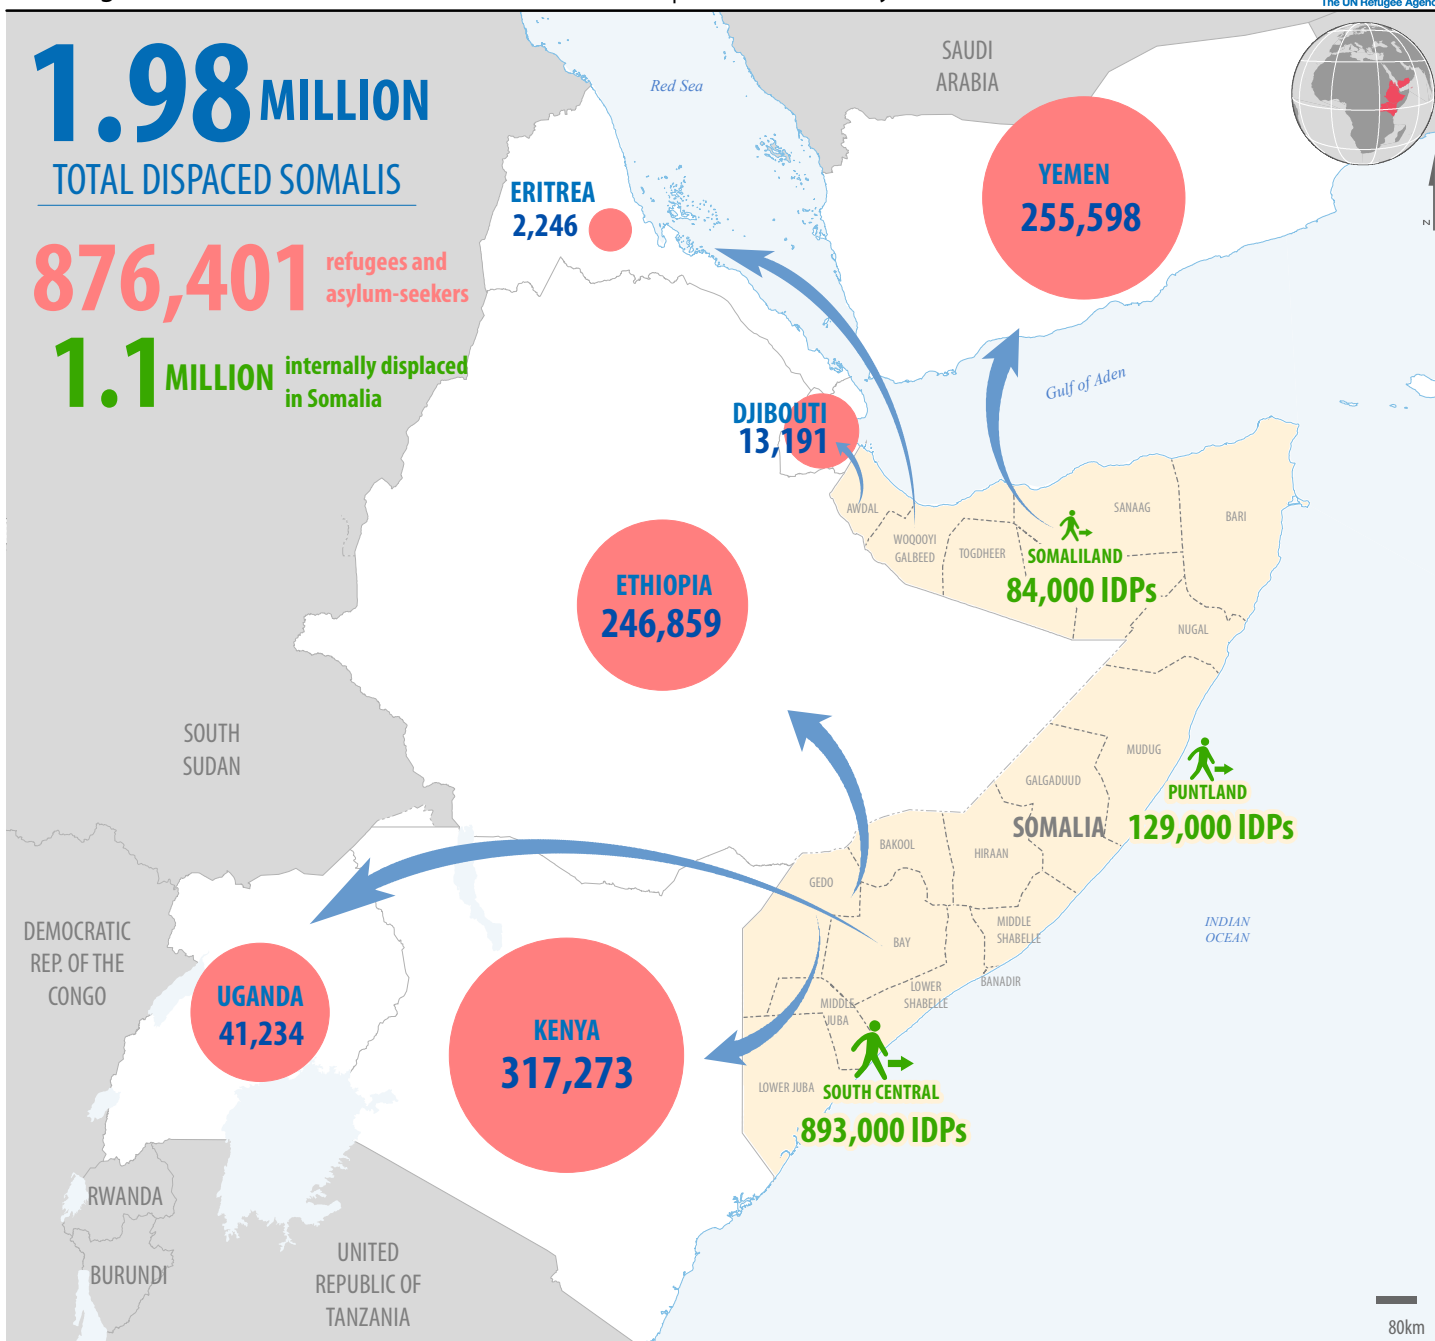 The UN Refugee Agency
1.98 MILLION
TOTAL DISPACED SOMALIS
876,401 refugees and
asylum-seekers
1.1 MILLION internally displaced
in Somalia
SAUDI
ARABIA
Red Sea
YEMEN
255,598
N
ERITREA
2,246
Gulf of Aden
DJIBOUTI
13,191
AWDAL
WOQOOYI
GALBEED
TOGDHEER
SANAAG
BARI
SOMALILAND
84,000 IDPs
ETHIOPIA
246,859
NUGAL
SOUTH
SUDAN
MUDUG
GALGADUUD
PUNTLAND
129,000 IDPs
SOMALIA
BAKOOL
HIRAAN
GEDO
DEMOCRATIC
REP. OF THE
CONGO
BAY
MIDDLE
SHABELLE
INDIAN
OCEAN
BANADIR
LOWER
SHABELLE
MIDDLE
JUBA
UGANDA
41,234
KENYA
317,273
LOWER JUBA
SOUTH CENTRAL
893,000 IDPs
RWANDA
BURUNDI
UNITED
REPUBLIC OF
TANZANIA
80km